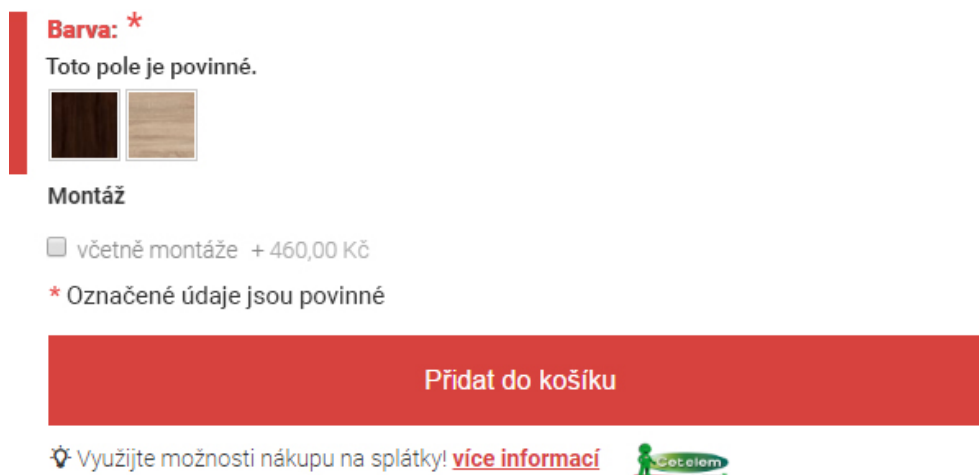 Barva: *
Toto pole je povinné.
Montáž
včetně montáže + 460,00 Kč
* Označené údaje jsou povinné
Přidat do košíku
Využijte možnosti nákupu na splátky! více informací Cetelem